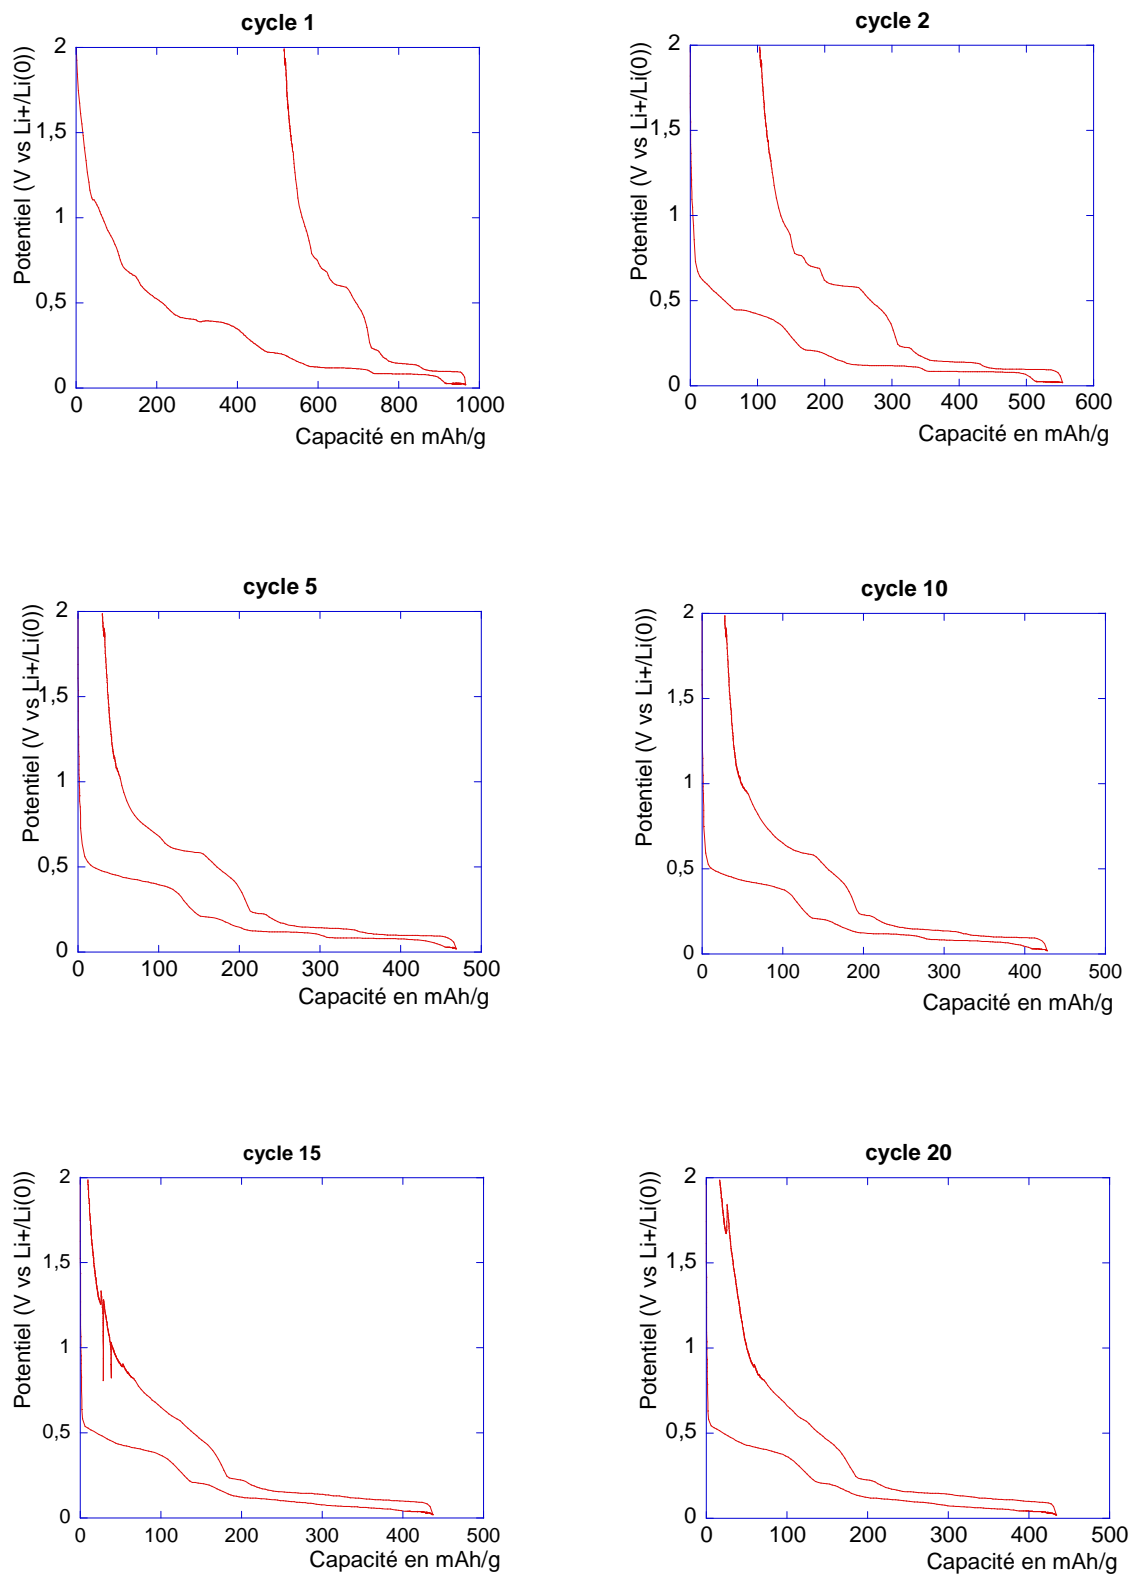 cycle 1
Potentiel (V vs Li+/Li(0))
2
1,5
1
0,5
0
0 200 400 600 800 1000
Capacité en mAh/g
cycle 2
Potentiel (V vs Li+/Li(0))
2
1,5
1
0,5
0
0 100 200 300 400 500 600
Capacité en mAh/g
cycle 5
Potentiel (V vs Li+/Li(0))
2
1,5
1
0,5
0
0 100 200 300 400 500
Capacité en mAh/g
cycle 10
Potentiel (V vs Li+/Li(0))
2
1,5
1
0,5
0
0 100 200 300 400 500
Capacité en mAh/g
cycle 15
Potentiel (V vs Li+/Li(0))
2
1,5
1
0,5
0
0 100 200 300 400 500
Capacité en mAh/g
cycle 20
Potentiel (V vs Li+/Li(0))
2
1,5
1
0,5
0
0 100 200 300 400 500
Capacité en mAh/g